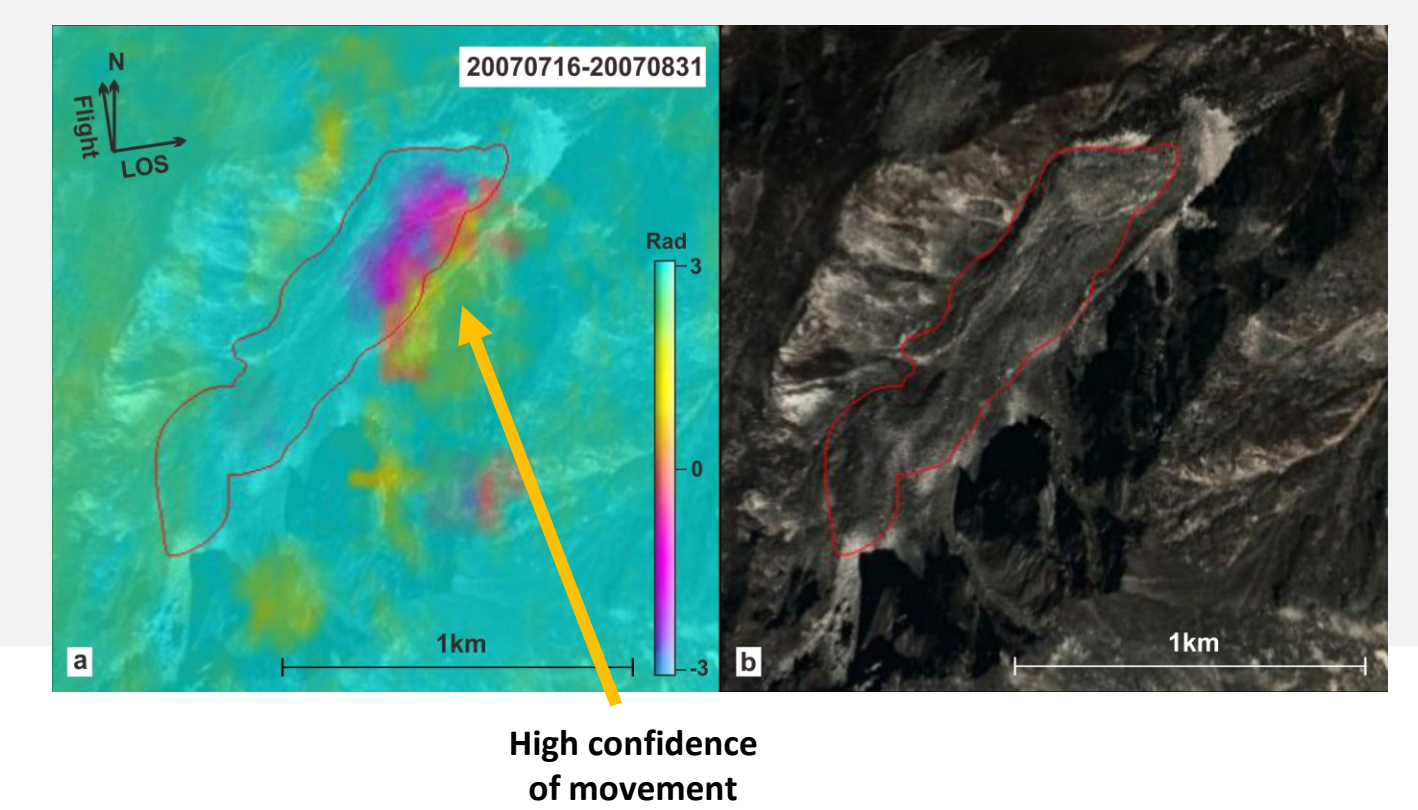 N
Flight
LOS
20070716-20070831
Rad
3
0
-3
1km
a
1km
b
High confidence
of movement